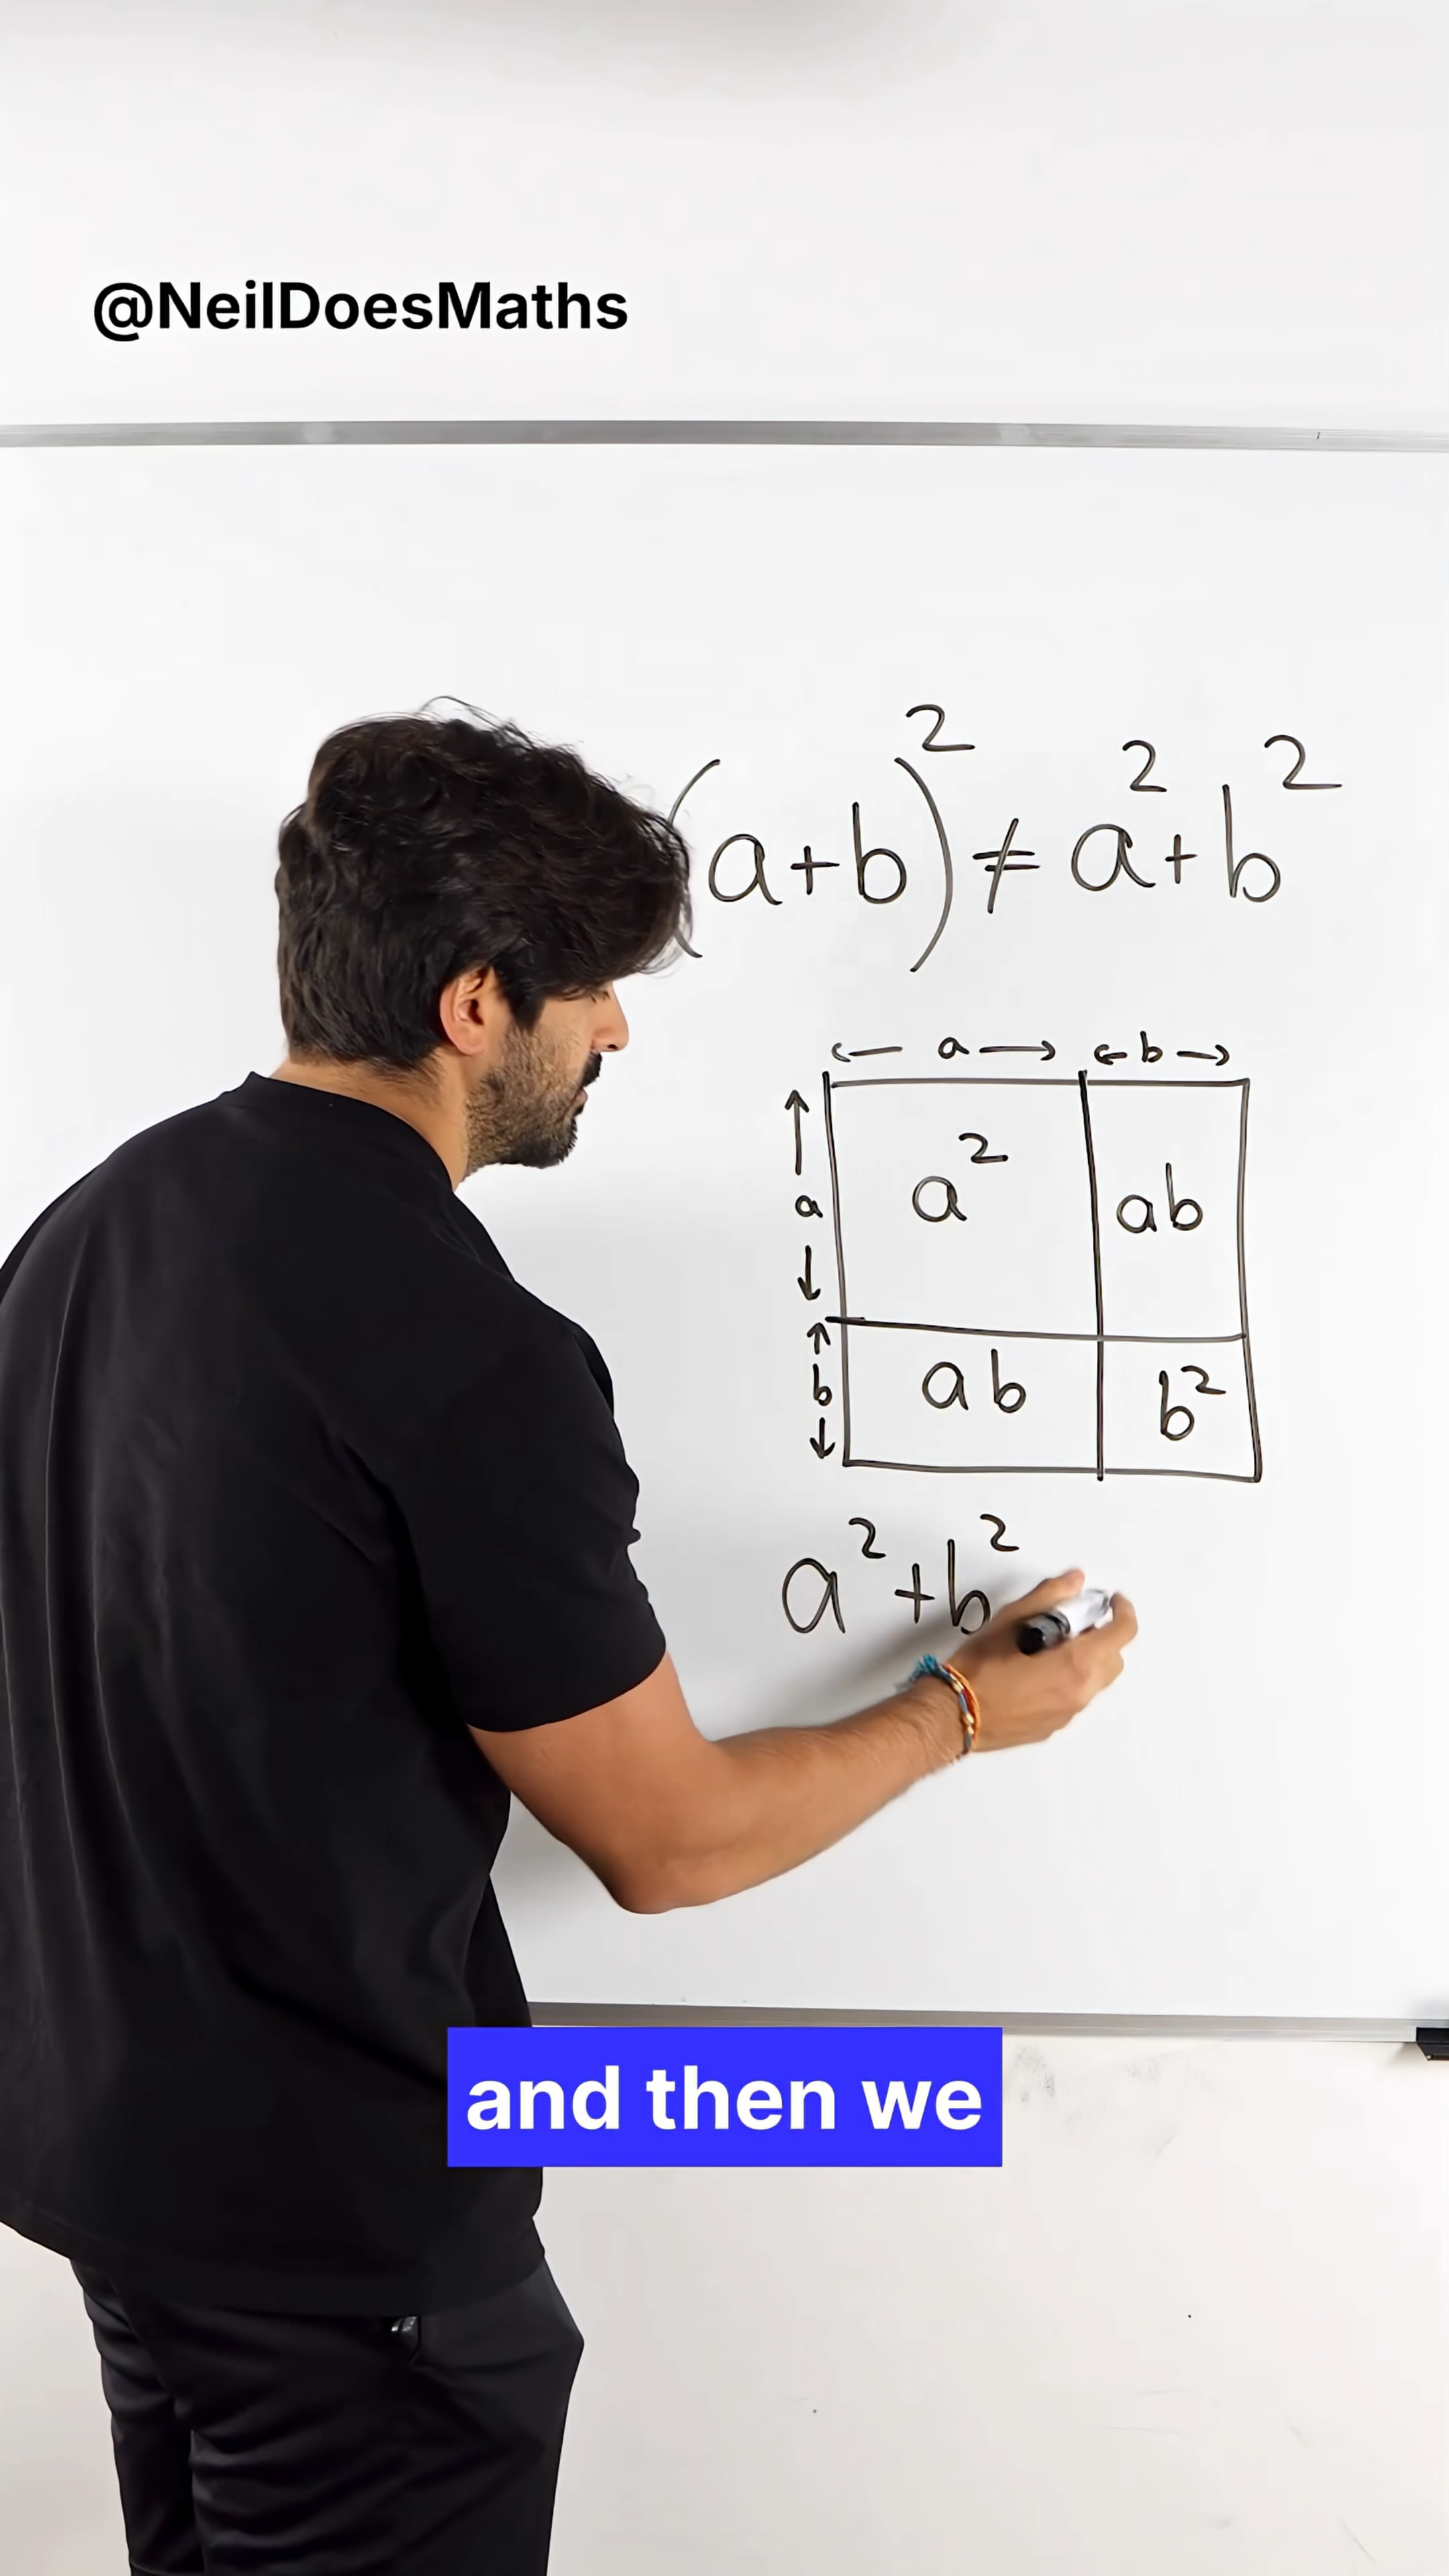 @NeilDoesMaths
(a+b)² ≠ a²+b²
← a → ← b →
↑ a ↓
a² ab
↑ b ↓
ab b²
a²+b²
and then we